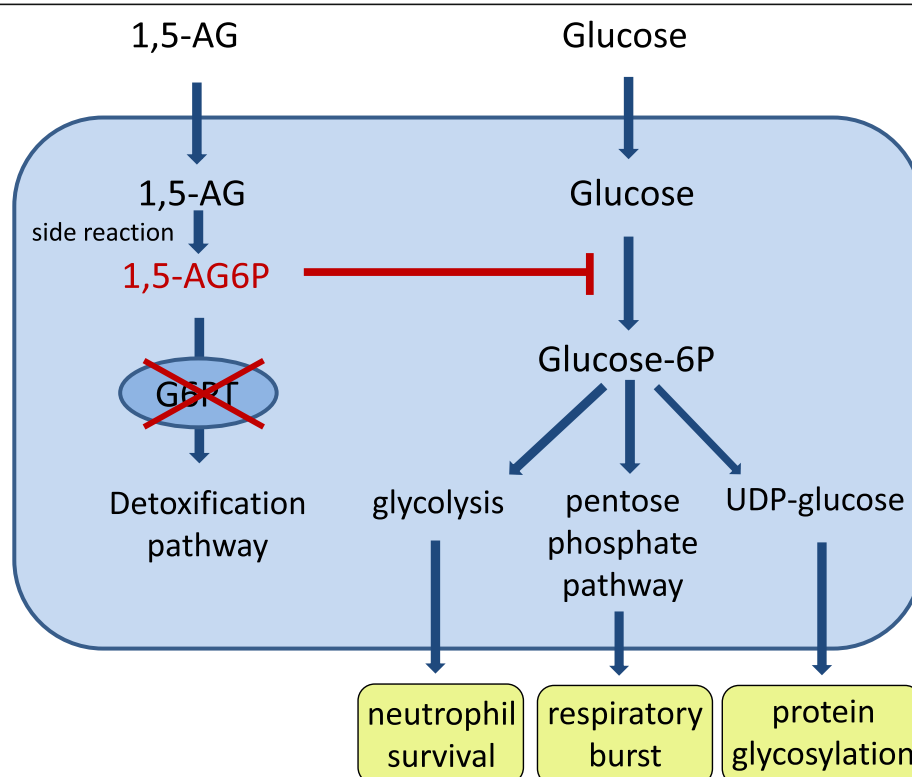 1,5-AG
Glucose
1,5-AG
Glucose
side reaction
1,5-AG6P
Glucose-6P
G6PT
Detoxification
pathway
glycolysis
pentose
phosphate
pathway
UDP-glucose
neutrophil
survival
respiratory
burst
protein
glycosylation